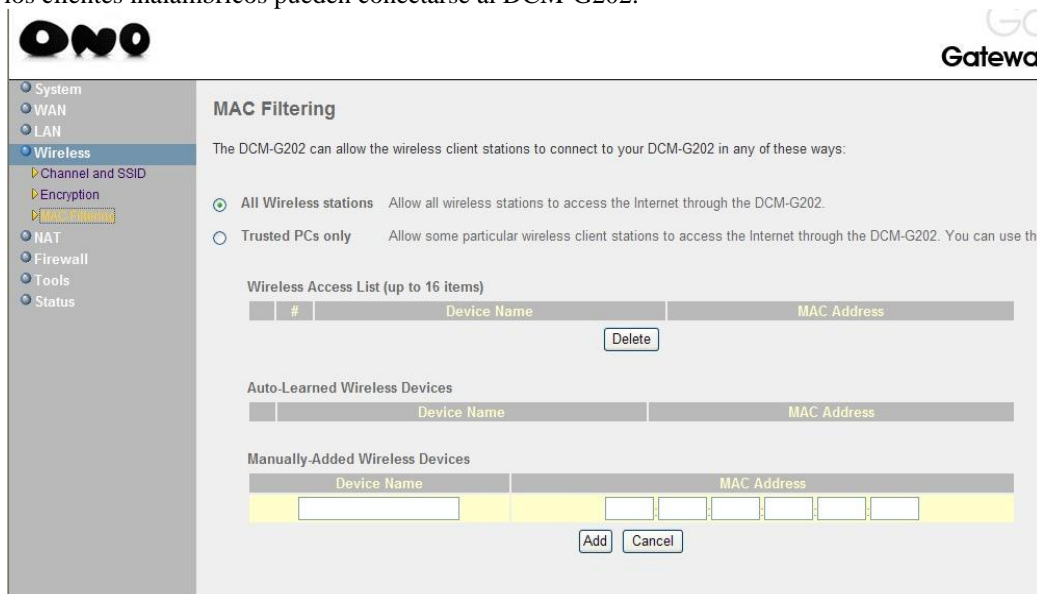 los clientes inalámbricos pueden conectarse al DCM-G202.
ONO
Gatewa
System
WAN
LAN
Wireless
Channel and SSID
Encryption
MAC Filtering
NAT
Firewall
Tools
Status
MAC Filtering
The DCM-G202 can allow the wireless client stations to connect to your DCM-G202 in any of these ways:
All Wireless stations Allow all wireless stations to access the Internet through the DCM-G202.
Trusted PCs only Allow some particular wireless client stations to access the Internet through the DCM-G202. You can use th
Wireless Access List (up to 16 items)
# Device Name MAC Address
Delete
Auto-Learned Wireless Devices
Device Name MAC Address
Manually-Added Wireless Devices
Device Name MAC Address
: : : : :
Add Cancel